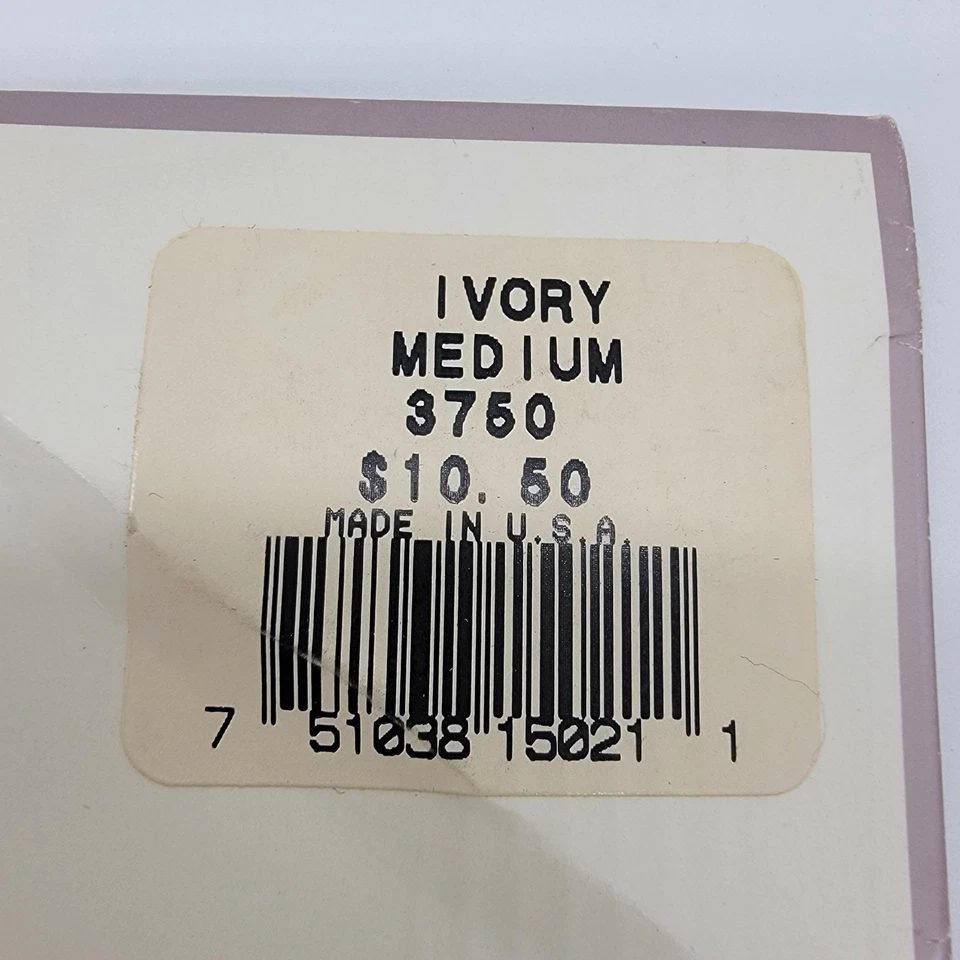 IVORY
MEDIUM
3750
$10.50
MADE IN U.S.A.
7 51038 15021 1